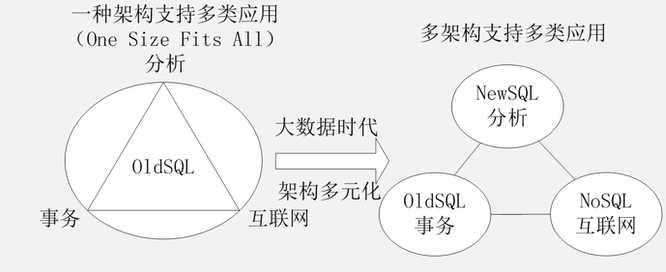 一种架构支持多类应用
（One Size Fits All）
分析
OldSQL
事务
互联网
大数据时代
架构多元化
多架构支持多类应用
NewSQL
分析
OldSQL
事务
NoSQL
互联网